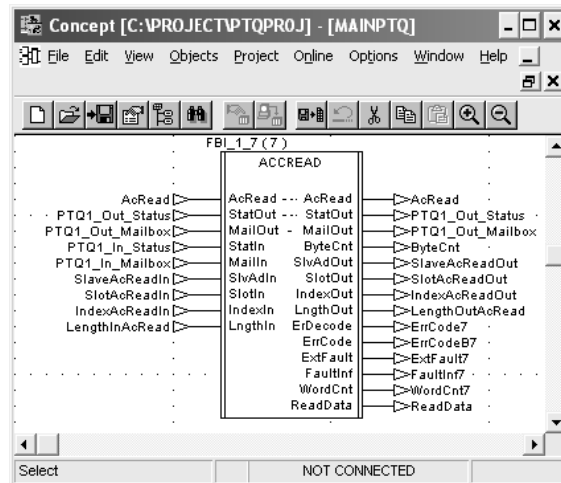 Concept [C:\PROJECT\PTQPR0J] - [MAINPTQ]
File Edit View Objects Project Online Options Window Help
FBI_1_7 (7)
ACCREAD
AcRead AcRead --- AcRead AcRead
PTQ1_Out_Status StatOut --- StatOut PTQ1_Out_Status
PTQ1_Out_Mailbox MailOut - MailOut PTQ1_Out_Mailbox
PTQ1_In_Status StatIn ByteCnt ByteCnt
PTQ1_In_Mailbox MailIn SlvAdOut SlaveAcReadOut
SlaveAcReadIn SlvAdIn SlotOut SlotAcReadOut
SlotAcReadIn SlotIn IndexOut IndexAcReadOut
IndexAcReadIn IndexIn LngthOut LengthOutAcRead
LengthInAcRead LngthIn ErDecode ErrCode7
ErrCode ErrCodeB7
ExtFault ExtFault7
FaultInf FaultInf7
WordCnt WordCnt7
ReadData ReadData
Select NOT CONNECTED